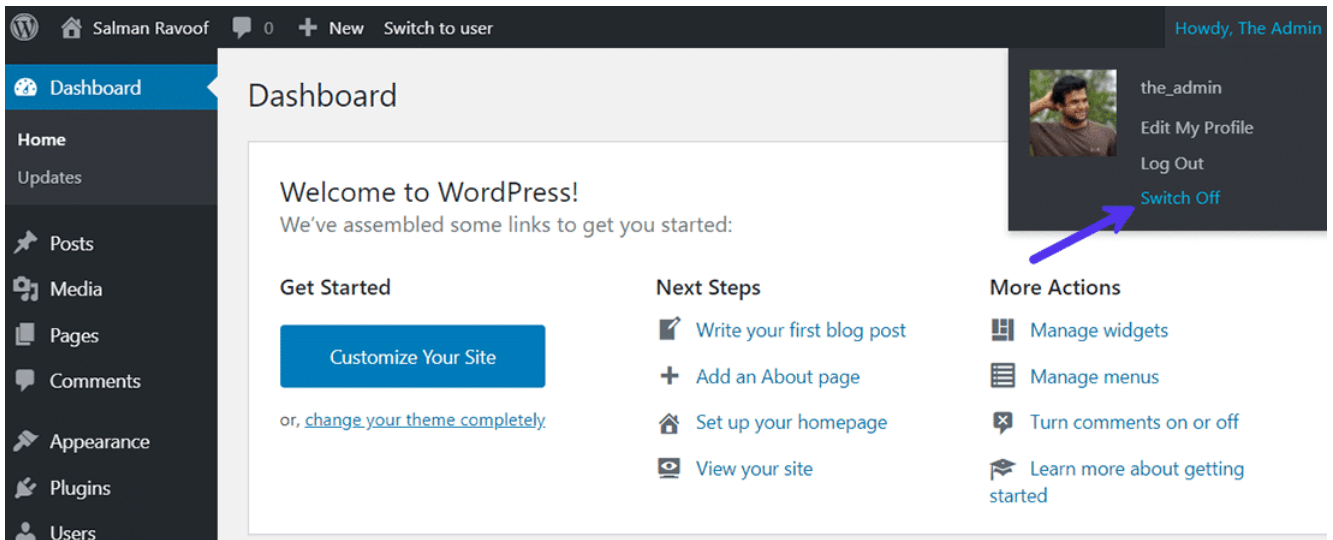 Salman Ravoof 0 New Switch to user Howdy, The Admin
Dashboard
Home
Updates
Posts
Media
Pages
Comments
Appearance
Plugins
Users
Dashboard
the_admin
Edit My Profile
Log Out
Switch Off
Welcome to WordPress!
We've assembled some links to get you started:
Get Started
Customize Your Site
or, change your theme completely
Next Steps
Write your first blog post
Add an About page
Set up your homepage
View your site
More Actions
Manage widgets
Manage menus
Turn comments on or off
Learn more about getting
started